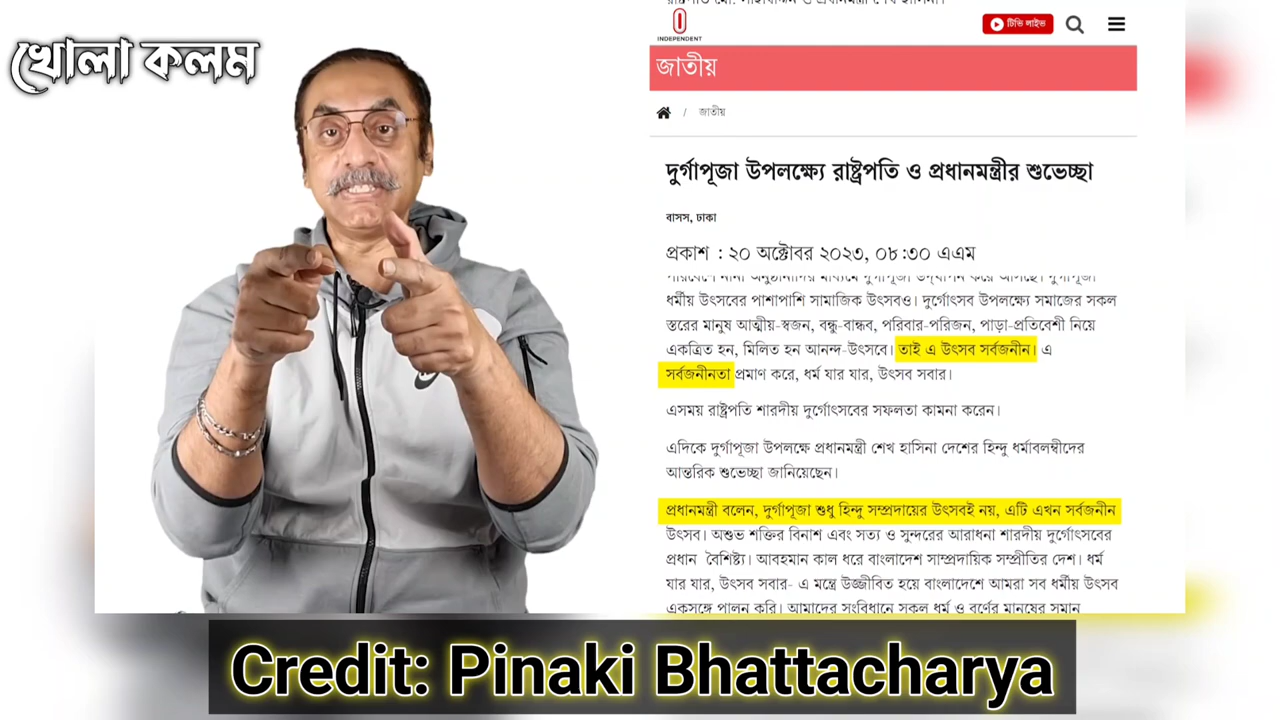 খোলা কলম
INDEPENDENT
টিভি লাইভ
জাতীয়
/ জাতীয়
দুর্গাপূজা উপলক্ষ্যে রাষ্ট্রপতি ও প্রধানমন্ত্রীর শুভেচ্ছা
বাসস, ঢাকা
প্রকাশ : ২০ অক্টোবর ২০২৩, ০৮:৩০ এএম
ধর্মীয় উৎসবের পাশাপাশি সামাজিক উৎসবও। দুর্গোৎসব উপলক্ষ্যে সমাজের সকল
স্তরের মানুষ আত্মীয়-স্বজন, বন্ধু-বান্ধব, পরিবার-পরিজন, পাড়া-প্রতিবেশী নিয়ে
একত্রিত হন, মিলিত হন আনন্দ-উৎসবে। তাই এ উৎসব সর্বজনীন। এ
সর্বজনীনতা প্রমাণ করে, ধর্ম যার যার, উৎসব সবার।
এসময় রাষ্ট্রপতি শারদীয় দুর্গোৎসবের সফলতা কামনা করেন।
এদিকে দুর্গাপূজা উপলক্ষে প্রধানমন্ত্রী শেখ হাসিনা দেশের হিন্দু ধর্মাবলম্বীদের
আন্তরিক শুভেচ্ছা জানিয়েছেন।
প্রধানমন্ত্রী বলেন, দুর্গাপূজা শুধু হিন্দু সম্প্রদায়ের উৎসবই নয়, এটি এখন সর্বজনীন
উৎসব। অশুভ শক্তির বিনাশ এবং সত্য ও সুন্দরের আরাধনা শারদীয় দুর্গোৎসবের
প্রধান বৈশিষ্ট্য। আবহমান কাল ধরে বাংলাদেশ সাম্প্রদায়িক সম্প্রীতির দেশ। ধর্ম
যার যার, উৎসব সবার- এ মন্ত্রে উজ্জীবিত হয়ে বাংলাদেশে আমরা সব ধর্মীয় উৎসব
একসঙ্গে পালন করি। আমাদের সংবিধানে সকল ধর্ম ও বর্ণের মানুষের সমান
Credit: Pinaki Bhattacharya